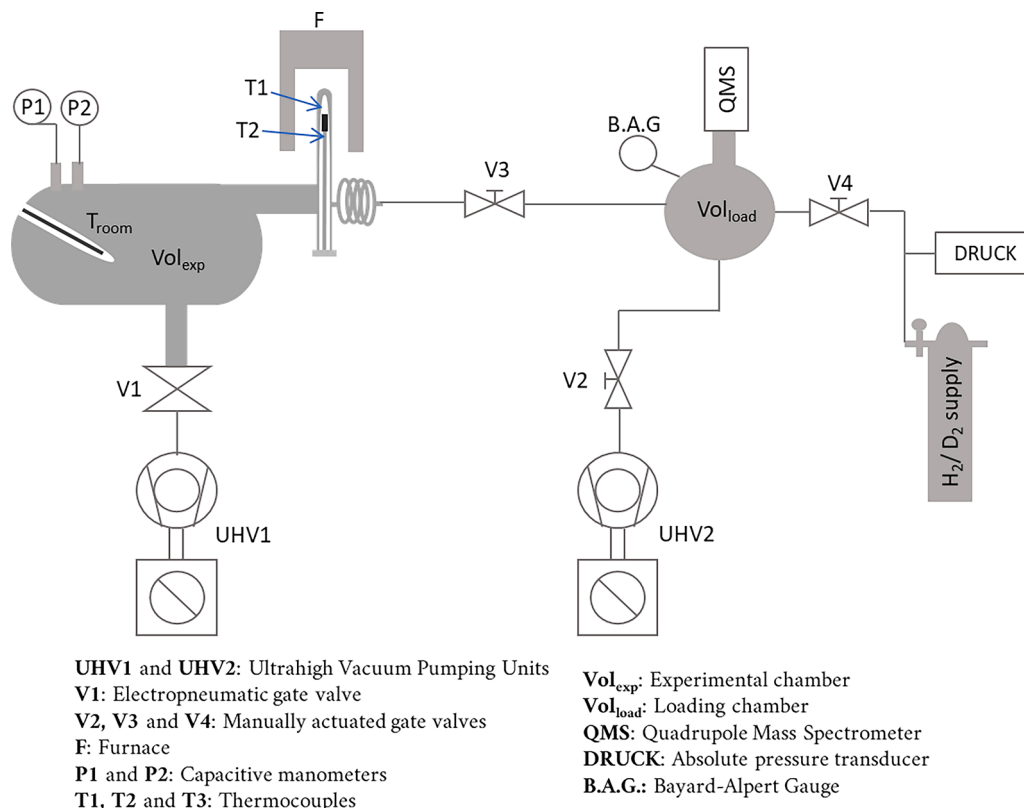 F
T1
P1
P2
T2
QMS
B.A.G
V3
V4
Troom
Volexp
Volload
DRUCK
V1
V2
H2/ D2 supply
UHV1
UHV2
UHV1 and UHV2: Ultrahigh Vacuum Pumping Units
V1: Electropneumatic gate valve
V2, V3 and V4: Manually actuated gate valves
F: Furnace
P1 and P2: Capacitive manometers
T1, T2 and T3: Thermocouples
Volexp: Experimental chamber
Volload: Loading chamber
QMS: Quadrupole Mass Spectrometer
DRUCK: Absolute pressure transducer
B.A.G.: Bayard-Alpert Gauge